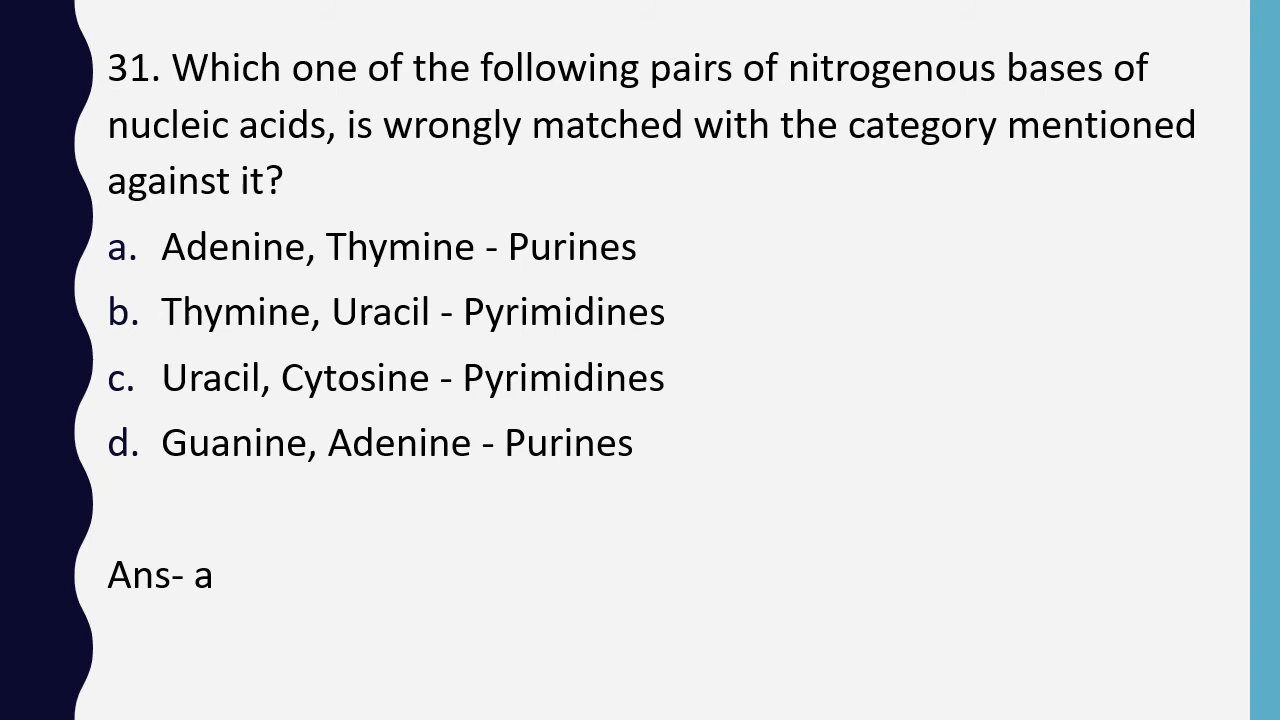 31. Which one of the following pairs of nitrogenous bases of
nucleic acids, is wrongly matched with the category mentioned
against it?
a. Adenine, Thymine - Purines
b. Thymine, Uracil - Pyrimidines
c. Uracil, Cytosine - Pyrimidines
d. Guanine, Adenine - Purines
Ans- a